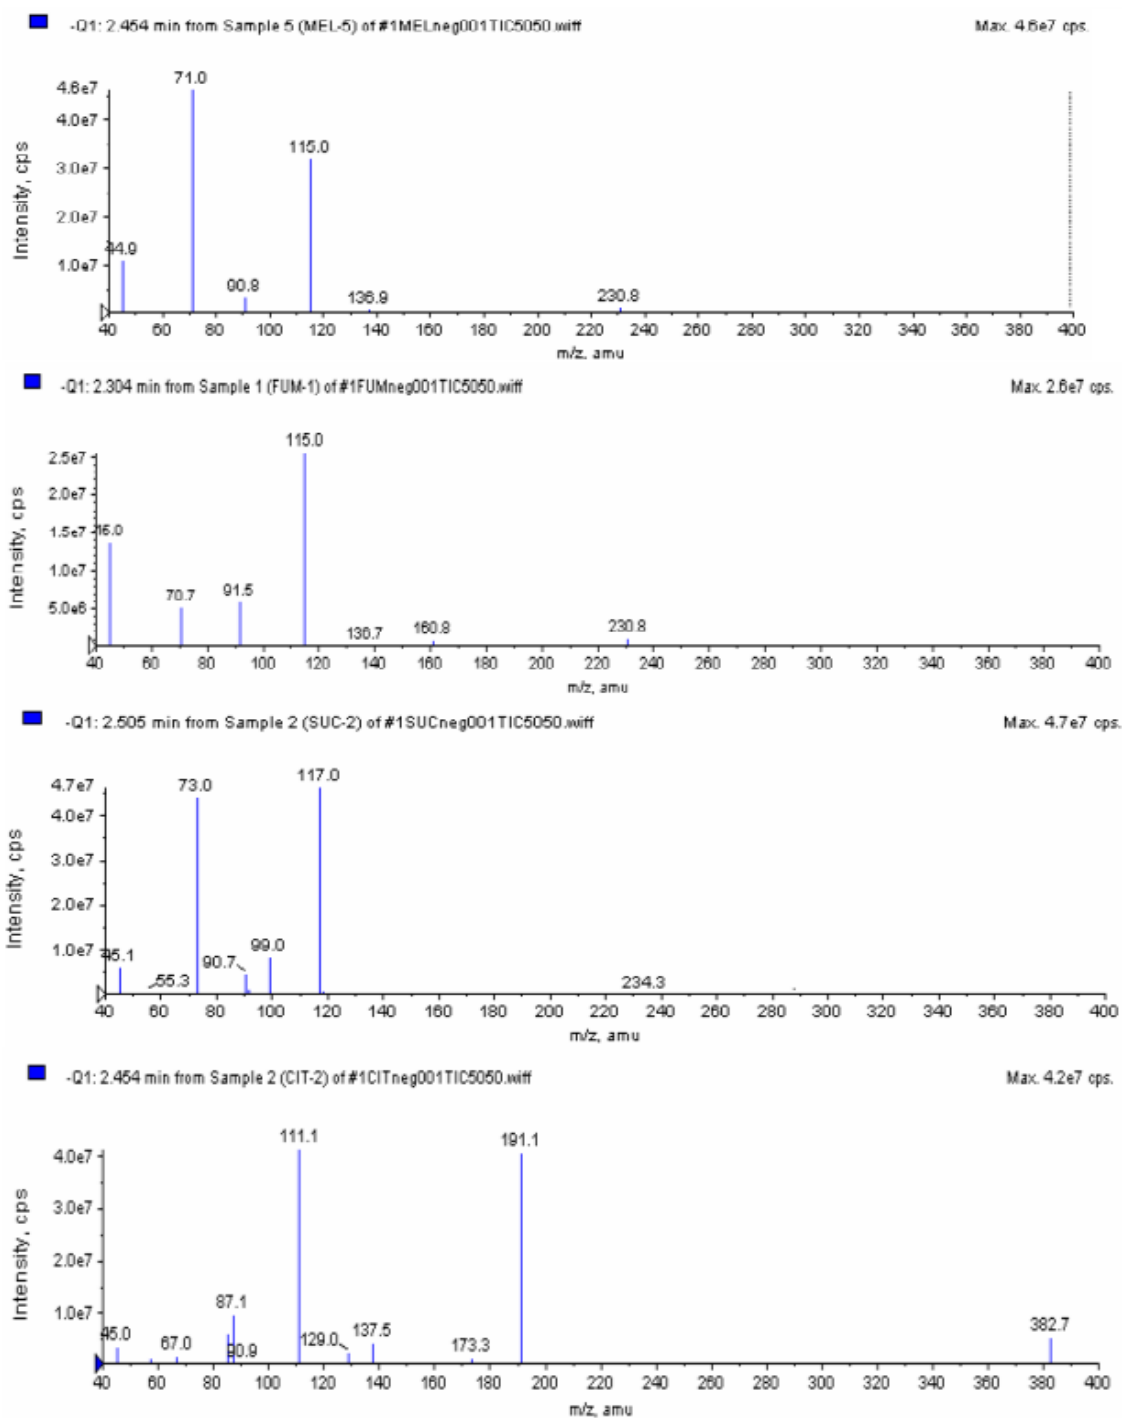 -Q1: 2.454 min from Sample 5 (MEL-5) of #1MELneg001TIC5050.wiff Max. 4.6e7 cps.
71.0
4.6e7
4.0e7
115.0
3.0e7
Intensity, cps
2.0e7
44.9
1.0e7
90.8
136.9
230.8
40 60 80 100 120 140 160 180 200 220 240 260 280 300 320 340 360 380 400
m/z, amu
-Q1: 2.304 min from Sample 1 (FUM-1) of #1FUMneg001TIC5050.wiff Max. 2.6e7 cps.
115.0
2.5e7
2.0e7
Intensity, cps
1.5e7
1.0e7
70.7
91.5
5.0e6
160.8
230.8
40 60 80 100 120 140 160 180 200 220 240 260 280 300 320 340 360 380 400
m/z, amu
-Q1: 2.505 min from Sample 2 (SUC-2) of #1SUCneg001TIC5050.wiff Max. 4.7e7 cps.
117.0
4.7e7
73.0
4.0e7
3.0e7
Intensity, cps
2.0e7
1.0e7
45.1
90.7
99.0
55.3
234.3
40 60 80 100 120 140 160 180 200 220 240 260 280 300 320 340 360 380 400
m/z, amu
-Q1: 2.454 min from Sample 2 (CIT-2) of #1CITneg001TIC5050.wiff Max. 4.2e7 cps.
111.1
191.1
4.0e7
3.0e7
Intensity, cps
2.0e7
1.0e7
87.1
45.0
67.0
90.9
129.0
137.5
173.3
382.7
40 60 80 100 120 140 160 180 200 220 240 260 280 300 320 340 360 380 400
m/z, amu